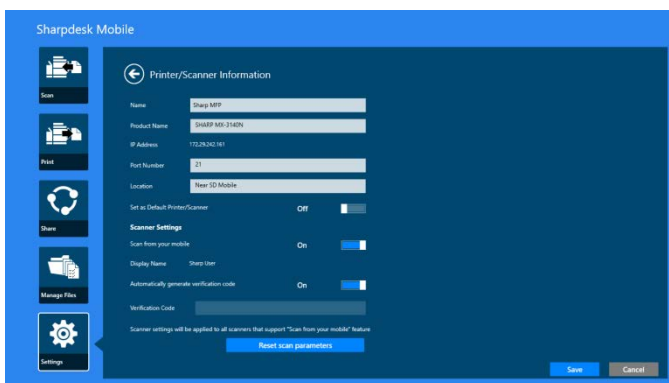 Sharpdesk Mobile
Scan
Print
Share
Manage Files
Settings
Printer/Scanner Information
Name Sharp MFP
Product Name SHARP MX-3140N
IP Address 172.29.242.161
Port Number 21
Location Near SD Mobile
Set as Default Printer/Scanner Off
Scanner Settings
Scan from your mobile On
Display Name Sharp User
Automatically generate verification code On
Verification Code
Scanner settings will be applied to all scanners that support "Scan from your mobile" feature
Reset scan parameters
Save Cancel